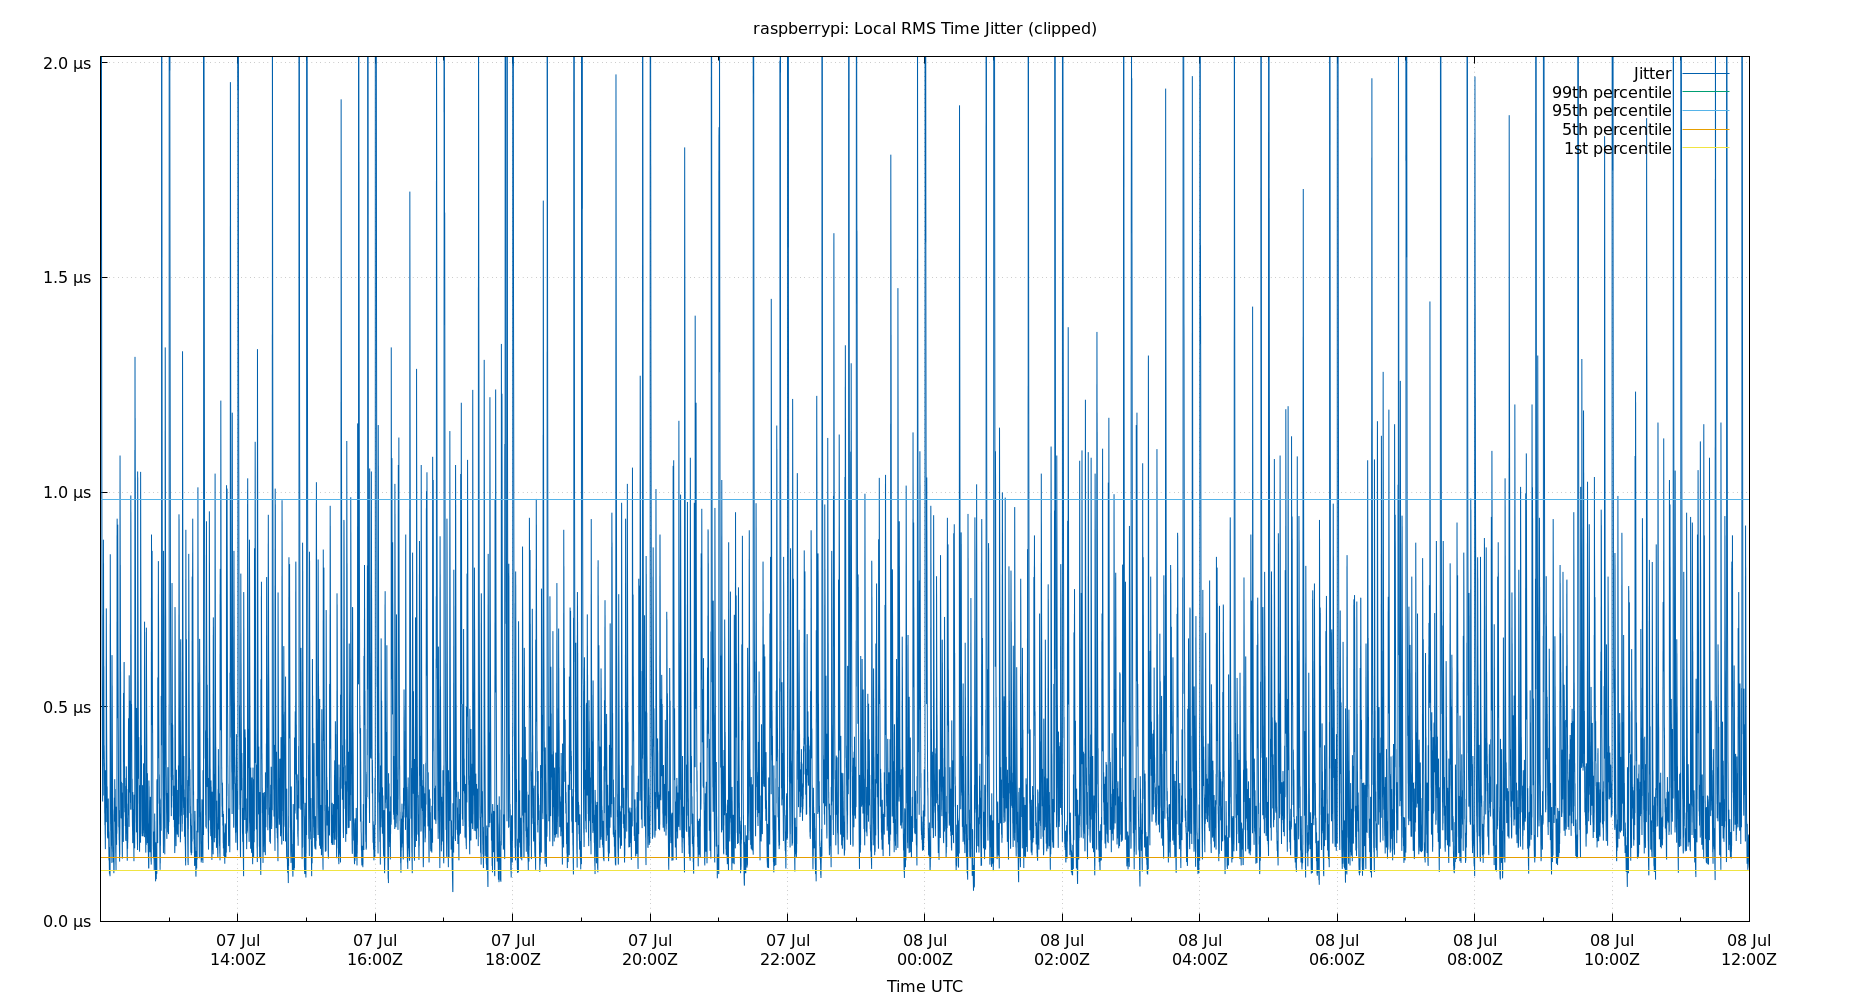 raspberrypi: Local RMS Time Jitter (clipped)
2.0 µs
1.5 µs
1.0 µs
0.5 µs
0.0 µs
Jitter
99th percentile
95th percentile
5th percentile
1st percentile
07 Jul
14:00Z
07 Jul
16:00Z
07 Jul
18:00Z
07 Jul
20:00Z
07 Jul
22:00Z
08 Jul
00:00Z
08 Jul
02:00Z
08 Jul
04:00Z
08 Jul
06:00Z
08 Jul
08:00Z
08 Jul
10:00Z
08 Jul
12:00Z
Time UTC